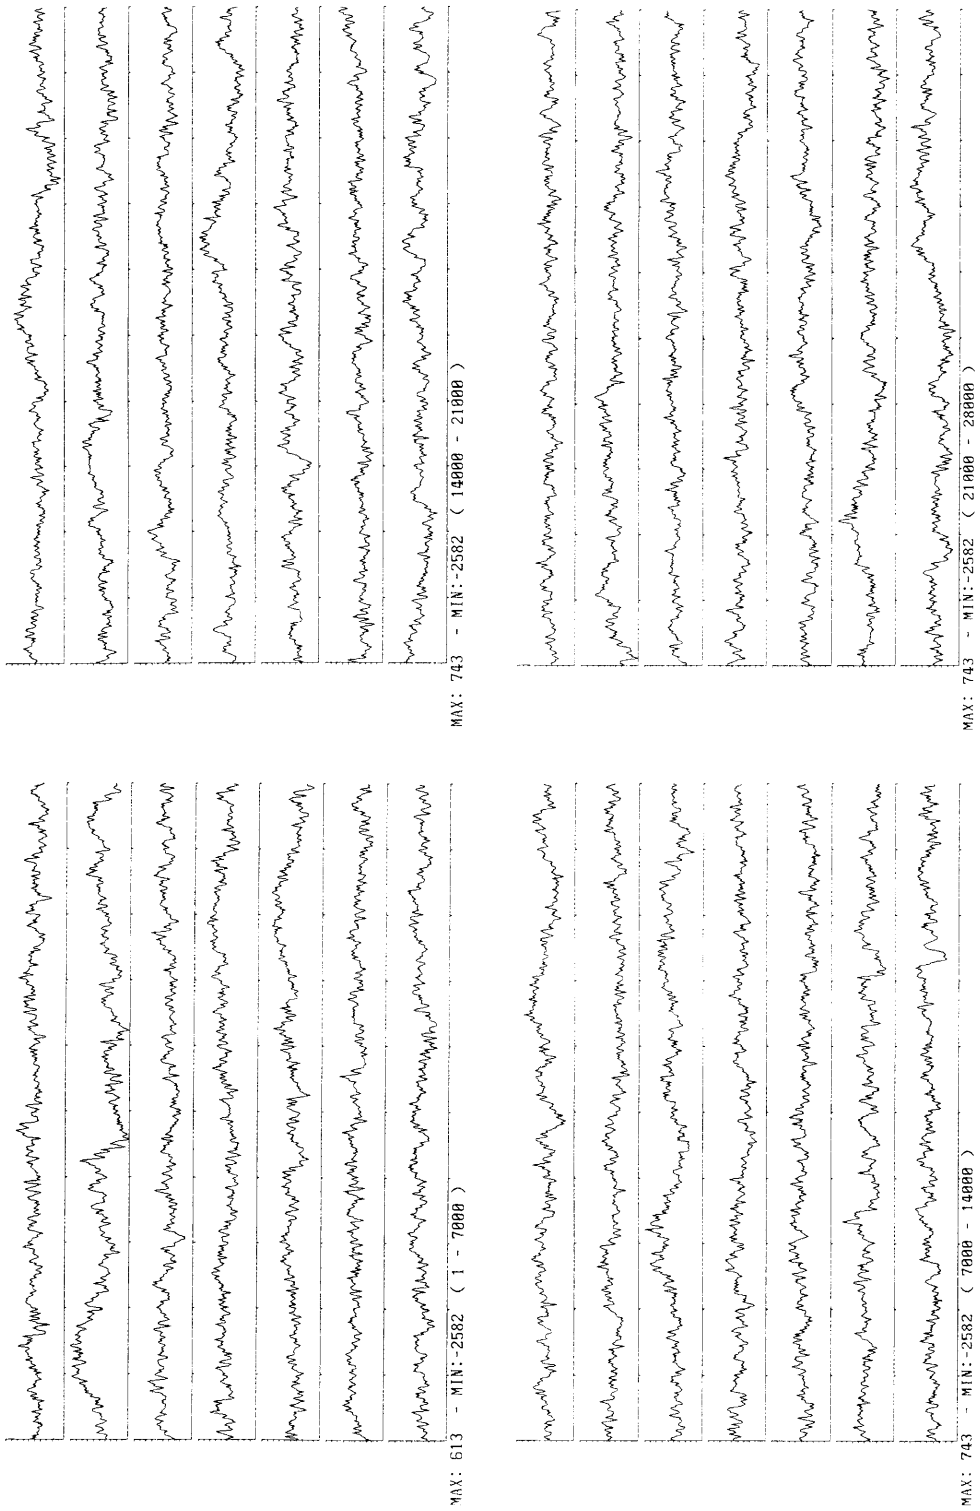 MAX: 613 - MIN:-2582 ( 1 - 7000 )
MAX: 743 - MIN:-2582 ( 7000 - 14000 )
MAX: 743 - MIN:-2582 ( 14000 - 21000 )
MAX: 743 - MIN:-2582 ( 21000 - 28000 )